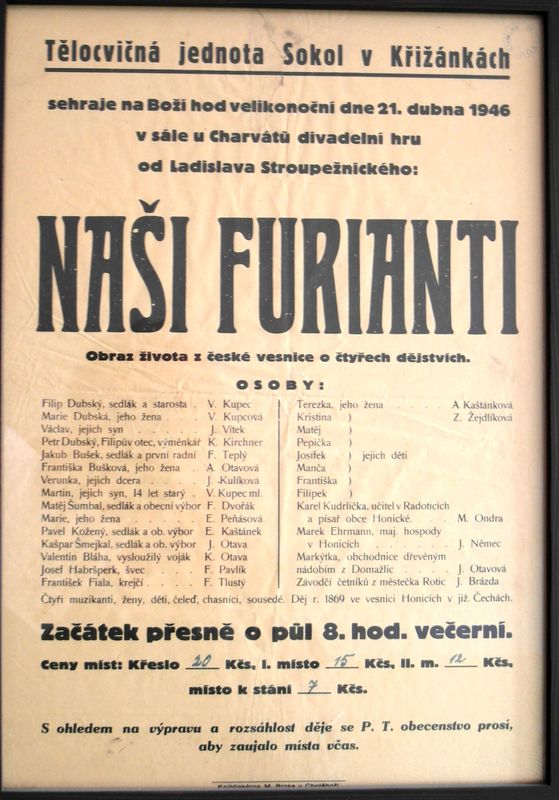 Tělocvičná jednota Sokol v Křižánkách
sehraje na Boží hod velikonoční dne 21. dubna 1946
v sále u Charvátů divadelní hru
od Ladislava Stroupežnického:
NAŠI FURIANTI
Obraz života z české vesnice o čtyřech dějstvích.
OSOBY:
Filip Dubský, sedlák a starosta . V. Kupec
Marie Dubská, jeho žena . . . . V. Kupcová
Václav, jejich syn . . . . J. Vítek
Petr Dubský, Filipův otec, výměnkář K. Kirchner
Jakub Bušek, sedlák a první radní F. Teplý
Františka Bušková, jeho žena . A. Otavová
Verunka, jejich dcera . . . . J. Kulíková
Martin, jejich syn, 14 let starý . V. Kupec ml.
Matěj Šumbal, sedlák a obecní výbor F. Dvořák
Marie, jeho žena . . . . E. Peňásová
Pavel Kožený, sedlák a ob. výbor E. Kaštánek
Kašpar Šmejkal, sedlák a ob. výbor J. Otava
Valentin Bláha, vysloužilý voják K. Otava
Josef Habršperk, švec . . . . F. Pavlík
František Fiala, krejčí . . . . F. Tlustý
Terezka, jeho žena . . . . A. Kaštánková
Kristina ) . . . . Z. Žejdlíková
Matěj )
Pepička )
Josífek ) jejich děti
Manča )
Františka )
Filípek )
Karel Kudrlička, učitel v Radoticích
a písař obce Honické. . . M. Ondra
Marek Ehrmann, maj. hospody
v Honicích . . . . J. Němec
Markýtka, obchodnice dřevěným
nádobím z Domažlic . . . J. Otavová
Závodčí četníků z městečka Rotic J. Brázda
Čtyři muzikanti, ženy, děti, čeleď, chasníci, sousedé. Děj r. 1869 ve vesnici Honicích v již. Čechách.
Začátek přesně o půl 8. hod. večerní.
Ceny míst: Křeslo 20 Kčs, I. místo 15 Kčs, II. m. 12 Kčs,
místo k stání 7 Kčs.
S ohledem na výpravu a rozsáhlost děje se P. T. obecenstvo prosí,
aby zaujalo místa včas.
Knihtiskárna M. Brzka v Chotěboři